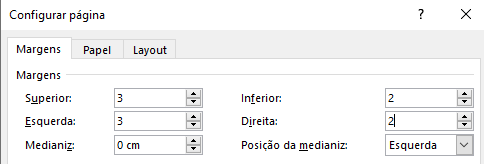 Configurar página ? ×
Margens Papel Layout
Margens
Superior: 3 Inferior: 2
Esquerda: 3 Direita: 2
Medianiz: 0 cm Posição da medianiz: Esquerda